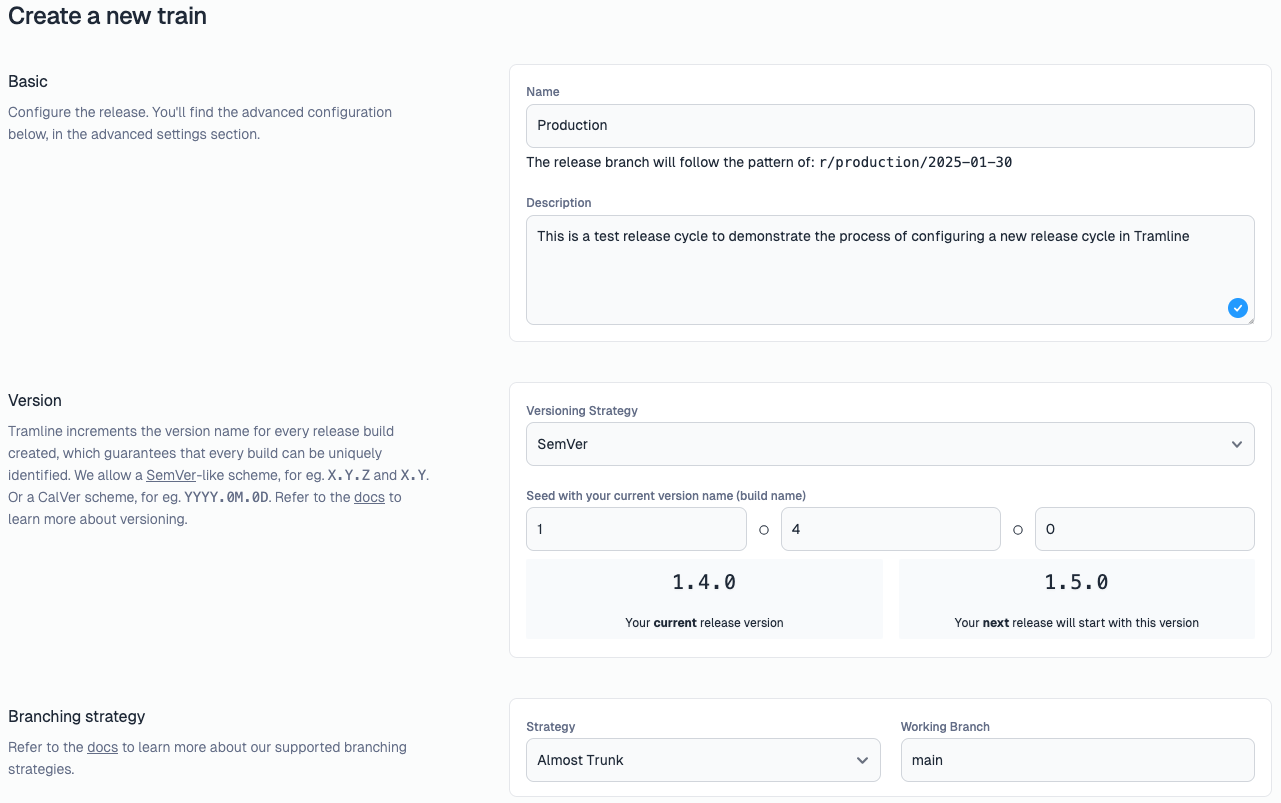 Create a new train
Basic
Configure the release. You'll find the advanced configuration
below, in the advanced settings section.
Name
Production
The release branch will follow the pattern of: r/production/2025-01-30
Description
This is a test release cycle to demonstrate the process of configuring a new release cycle in Tramline
Version
Tramline increments the version name for every release build
created, which guarantees that every build can be uniquely
identified. We allow a SemVer-like scheme, for eg. X.Y.Z and X.Y.
Or a CalVer scheme, for eg. YYYY.0M.0D. Refer to the docs to
learn more about versioning.
Versioning Strategy
SemVer
Seed with your current version name (build name)
1 4 0
1.4.0
Your current release version
1.5.0
Your next release will start with this version
Branching strategy
Refer to the docs to learn more about our supported branching
strategies.
Strategy
Almost Trunk
Working Branch
main